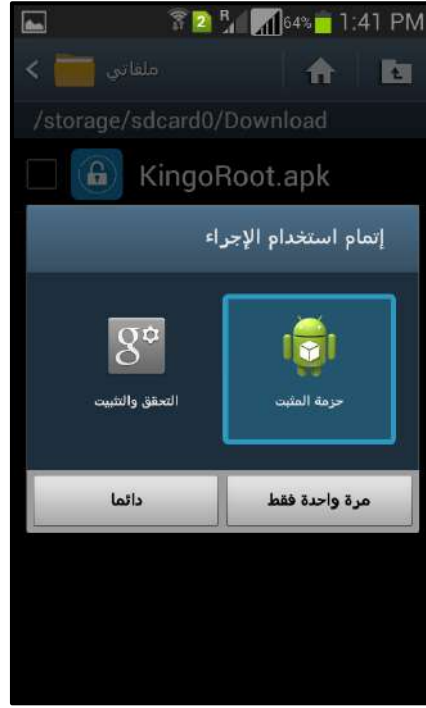 2 R 64% 1:41 PM
ملفاتي
/storage/sdcard0/Download
KingoRoot.apk
إتمام استخدام الإجراء
حزمة المثبت
التحقق والتثبيت
مرة واحدة فقط
دائما